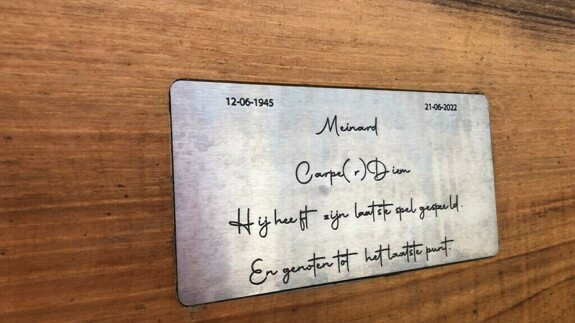 12-06-1945 21-06-2022
Meinard
Carpe(r)Diem
Hij heeft zijn laatste spel gespeeld.
En genoten tot het laatste punt.